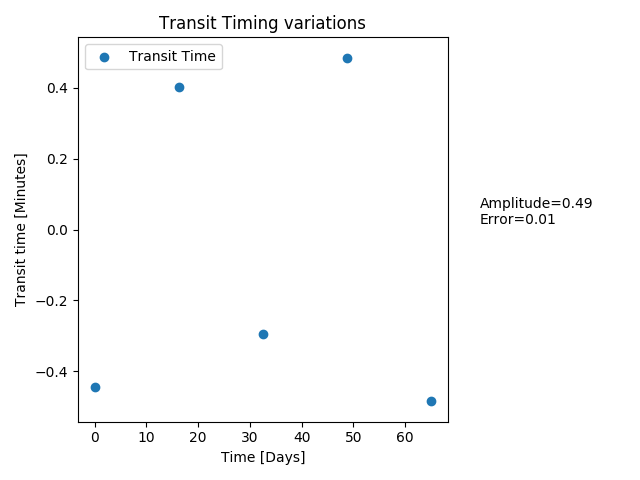 Transit Timing variations
Transit Time
Transit time [Minutes]
0.4
0.2
0.0
−0.2
−0.4
0
10
20
30
40
50
60
Time [Days]
Amplitude=0.49
Error=0.01